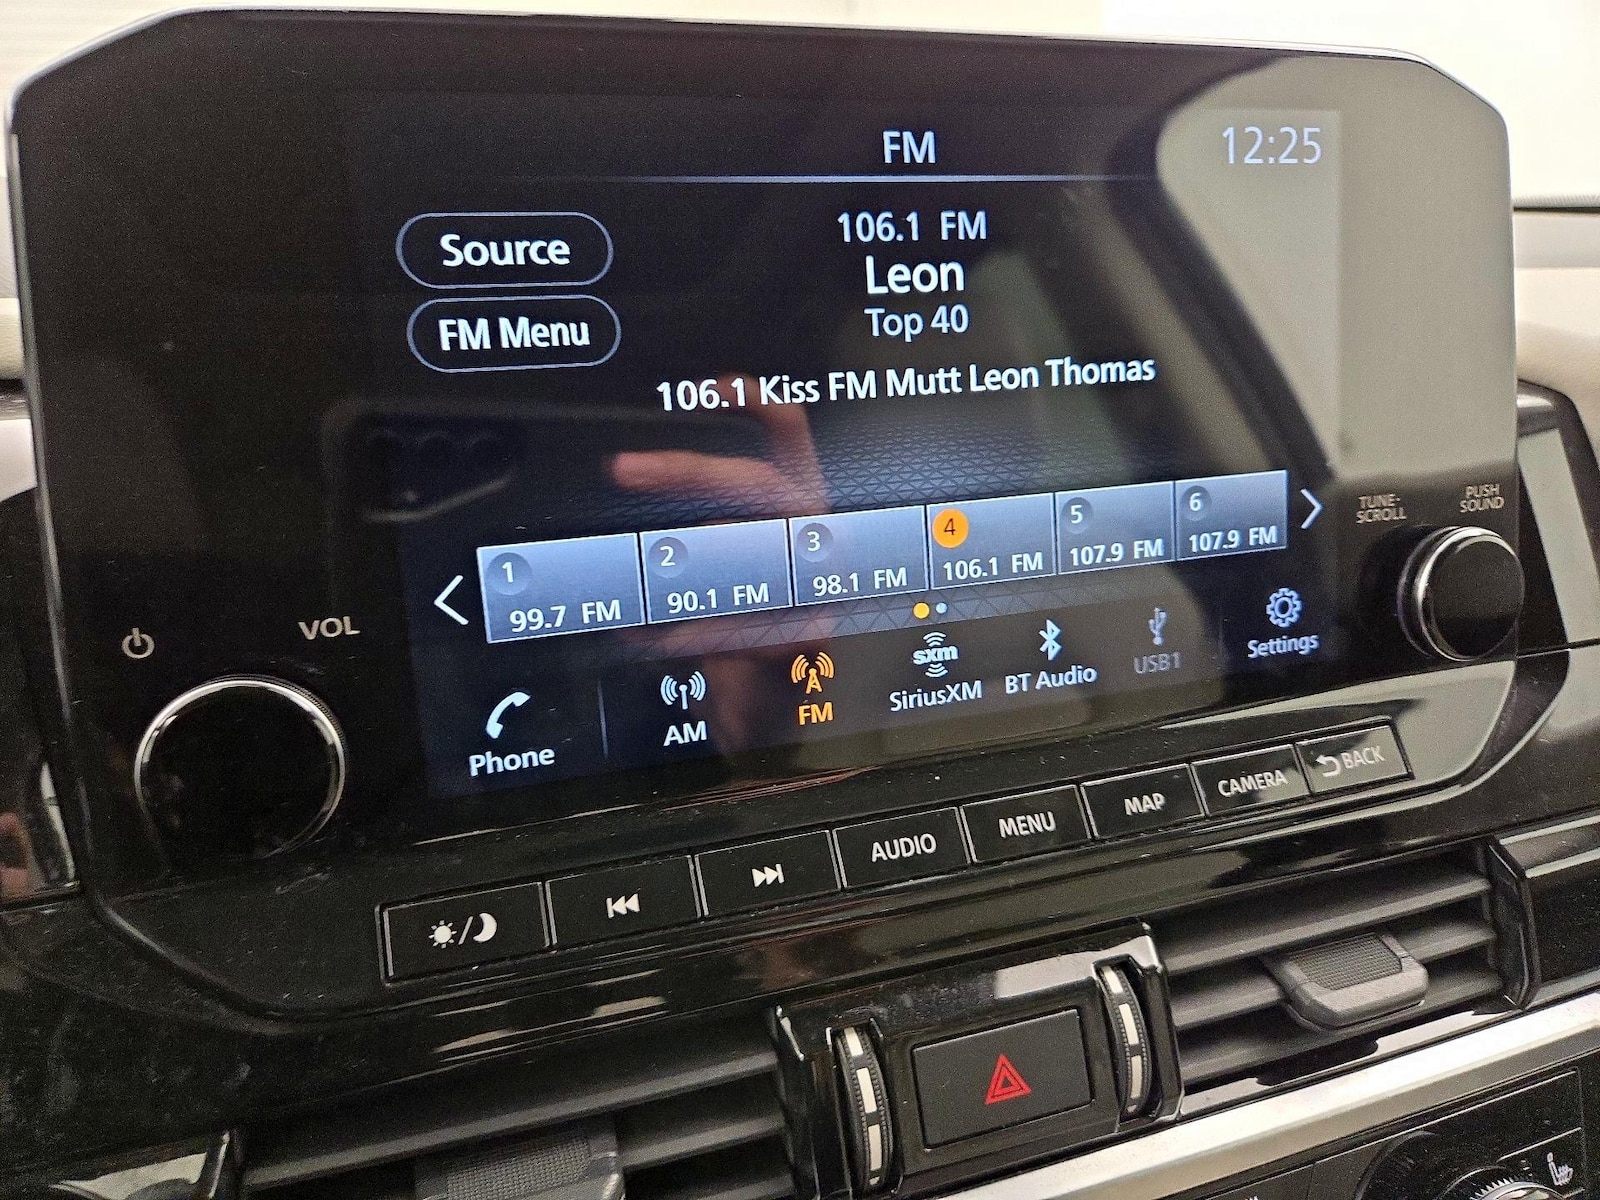 FM
12:25
Source
106.1 FM
Leon
FM Menu
Top 40
106.1 Kiss FM Mutt Leon Thomas
1
99.7 FM
2
90.1 FM
3
98.1 FM
4
106.1 FM
5
107.9 FM
6
107.9 FM
TUNE-
SCROLL
PUSH
SOUND
VOL
Phone
AM
FM
sxm
SiriusXM
BT Audio
USB1
Settings
AUDIO
MENU
MAP
CAMERA
BACK